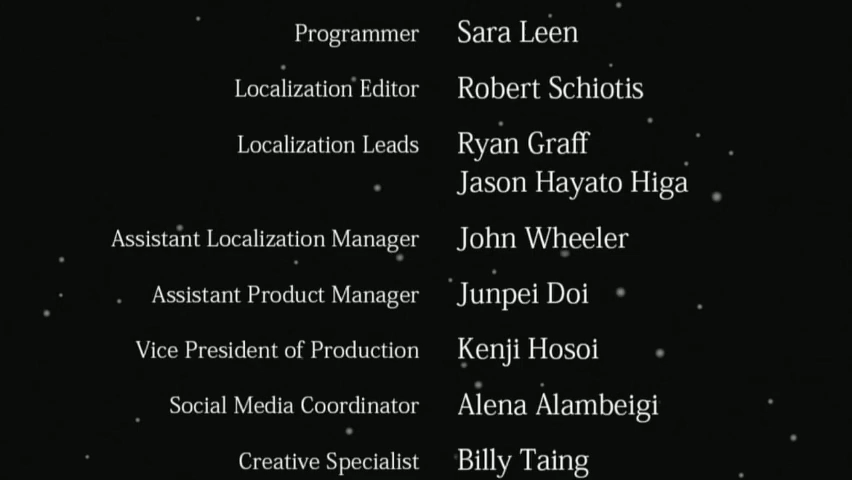 Programmer Sara Leen
Localization Editor Robert Schiotis
Localization Leads Ryan Graff
Jason Hayato Higa
Assistant Localization Manager John Wheeler
Assistant Product Manager Junpei Doi
Vice President of Production Kenji Hosoi
Social Media Coordinator Alena Alambeigi
Creative Specialist Billy Taing